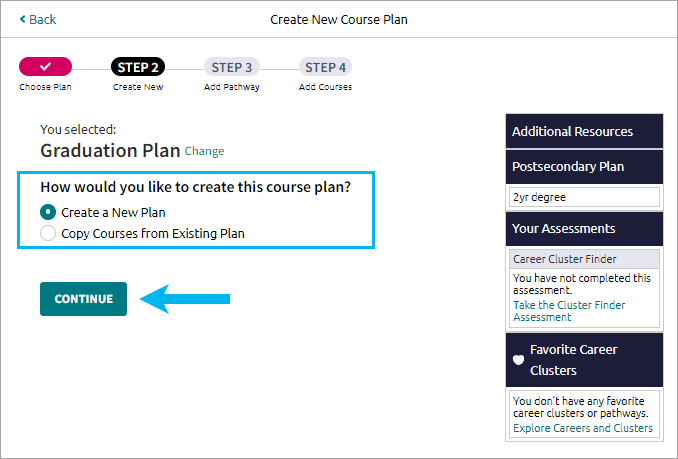 Back
Create New Course Plan
STEP 2
STEP 3
STEP 4
Choose Plan
Create New
Add Pathway
Add Courses
You selected:
Graduation Plan Change
How would you like to create this course plan?
Create a New Plan
Copy Courses from Existing Plan
CONTINUE
Additional Resources
Postsecondary Plan
2yr degree
Your Assessments
Career Cluster Finder
You have not completed this
assessment.
Take the Cluster Finder
Assessment
Favorite Career
Clusters
You don't have any favorite
career clusters or pathways.
Explore Careers and Clusters